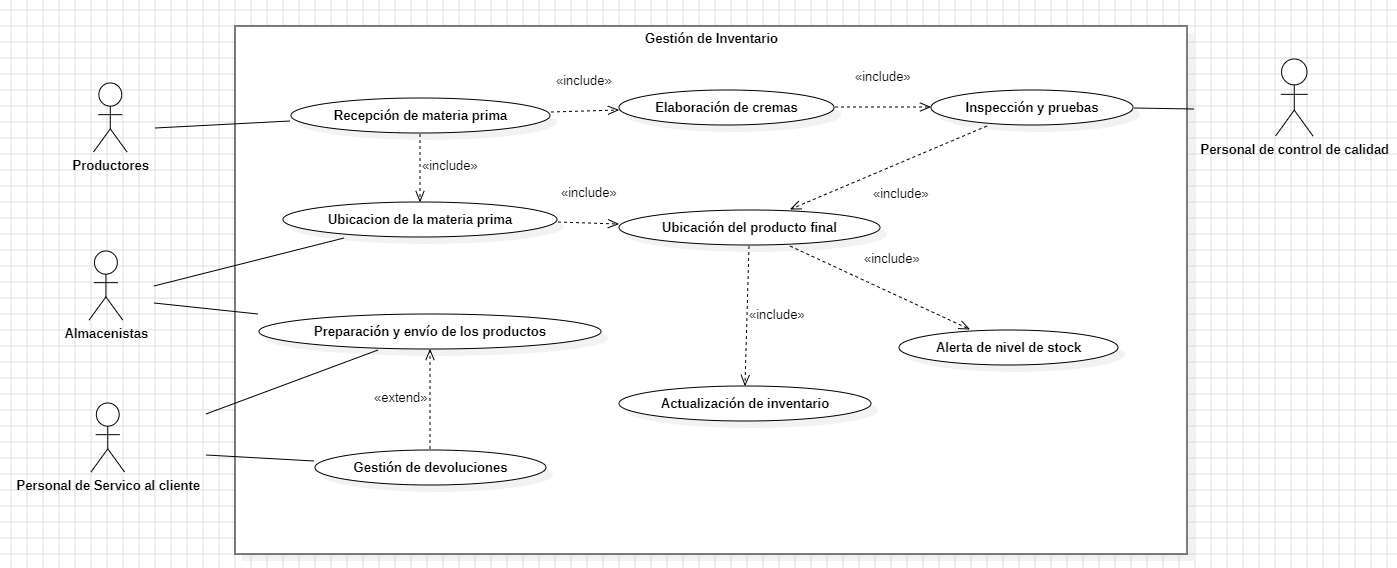 Gestión de Inventario
«include»
«include»
Recepción de materia prima
Elaboración de cremas
Inspección y pruebas
Productores
Personal de control de calidad
«include»
«include»
«include»
Ubicacion de la materia prima
Ubicación del producto final
«include»
«include»
Almacenistas
Preparación y envío de los productos
Alerta de nivel de stock
«extend»
Actualización de inventario
Gestión de devoluciones
Personal de Servico al cliente